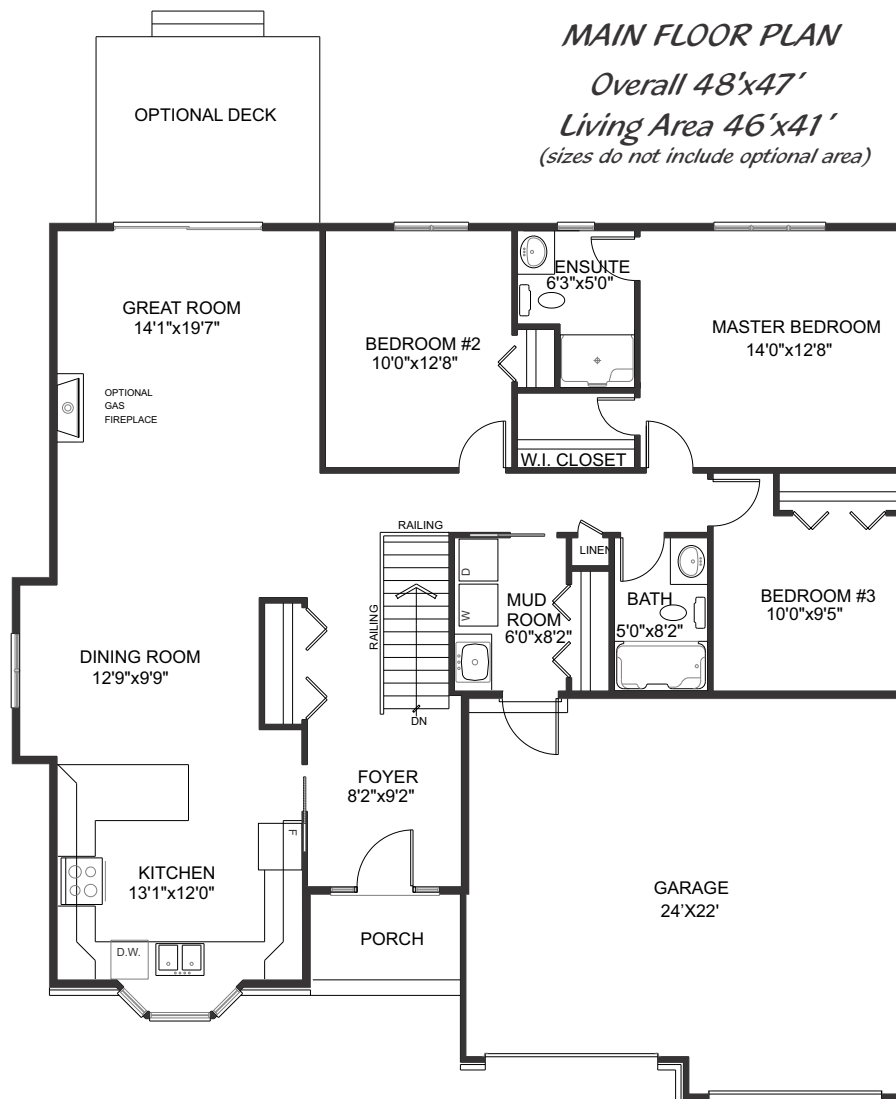 MAIN FLOOR PLAN
Overall 48'x47'
Living Area 46'x41'
(sizes do not include optional area)
OPTIONAL DECK
GREAT ROOM
14'1"x19'7"
OPTIONAL
GAS
FIREPLACE
BEDROOM #2
10'0"x12'8"
ENSUITE
6'3"x5'0"
MASTER BEDROOM
14'0"x12'8"
W.I. CLOSET
RAILING
RAILING
DN
D
W
MUD
ROOM
6'0"x8'2"
LINEN
BATH
5'0"x8'2"
BEDROOM #3
10'0"x9'5"
DINING ROOM
12'9"x9'9"
FOYER
8'2"x9'2"
F
KITCHEN
13'1"x12'0"
D.W.
PORCH
GARAGE
24'X22'